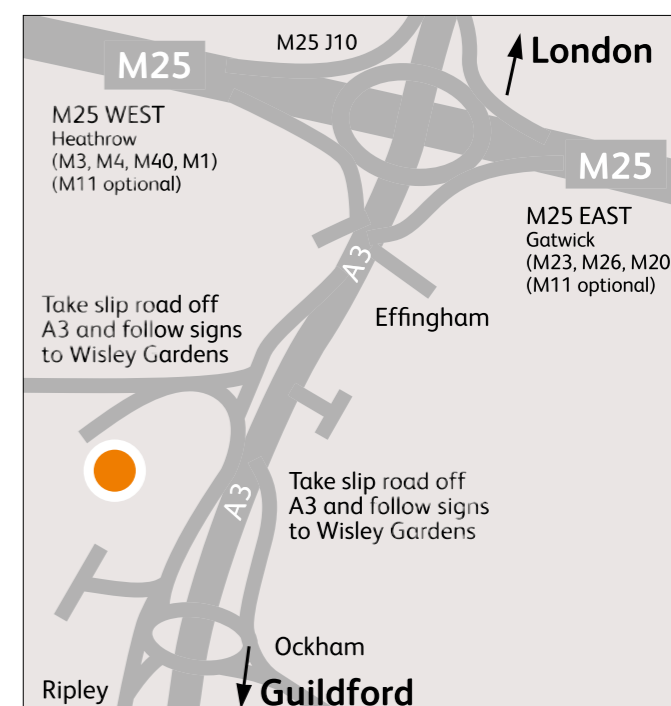 M25 J10
London
M25
M25 WEST
Heathrow
(M3, M4, M40, M1)
(M11 optional)
M25
M25 EAST
Gatwick
(M23, M26, M20
(M11 optional)
A3
Effingham
Take slip road off
A3 and follow signs
to Wisley Gardens
A3
Take slip road off
A3 and follow signs
to Wisley Gardens
Ockham
Ripley
Guildford